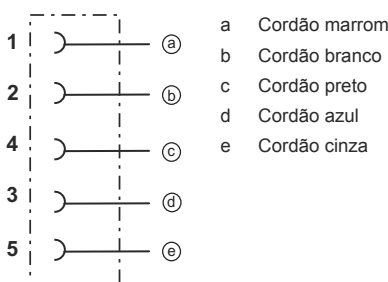 1 a
2 b
4 c
3 d
5 e
a Cordão marrom
b Cordão branco
c Cordão preto
d Cordão azul
e Cordão cinza